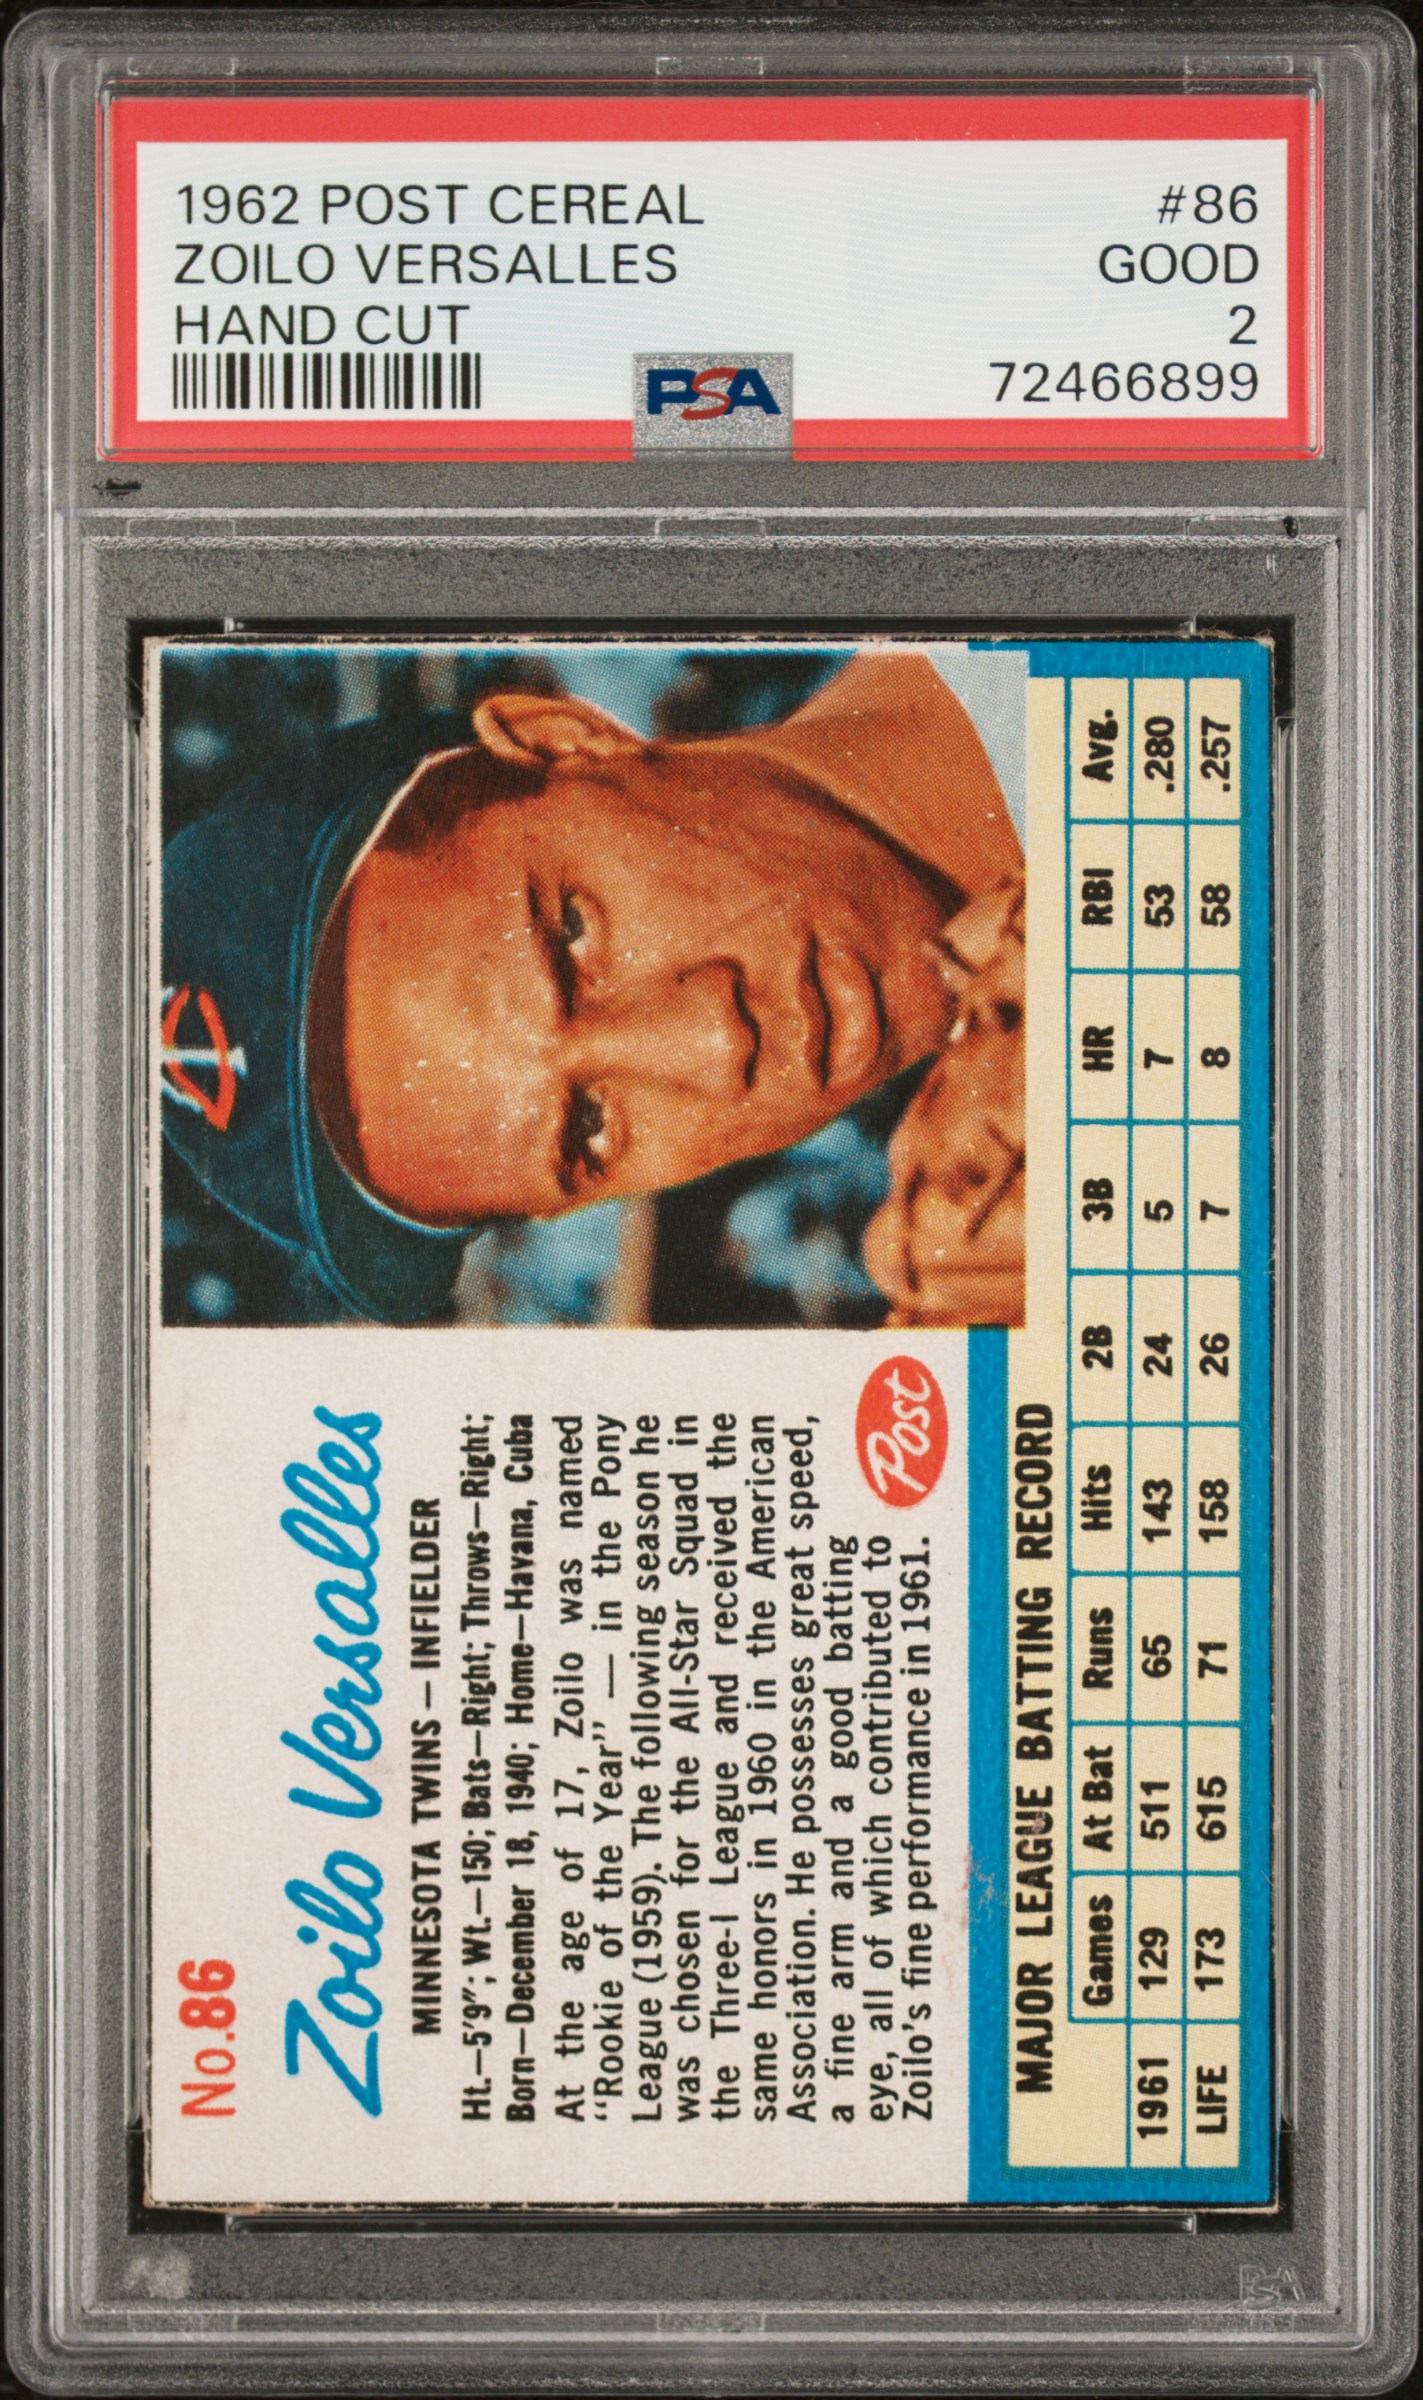 1962 POST CEREAL #86
ZOILO VERSALLES GOOD
HAND CUT 2
72466899
PSA
No.86
Zoilo Versalles
MINNESOTA TWINS — INFIELDER
Ht.—5'9"; Wt.—150; Bats—Right; Throws—Right;
Born—December 18, 1940; Home—Havana, Cuba
At the age of 17, Zoilo was named
"Rookie of the Year" — in the Pony
League (1959). The following season he
was chosen for the All-Star Squad in
the Three-I League and received the
same honors in 1960 in the American
Association. He possesses great speed,
a fine arm and a good batting
eye, all of which contributed to
Zoilo's fine performance in 1961.
Post
MAJOR LEAGUE BATTING RECORD
Games At Bat Runs Hits 2B 3B HR RBI Avg.
1961 129 511 65 143 24 5 7 53 .280
LIFE 173 615 71 158 26 7 8 58 .257
PSA